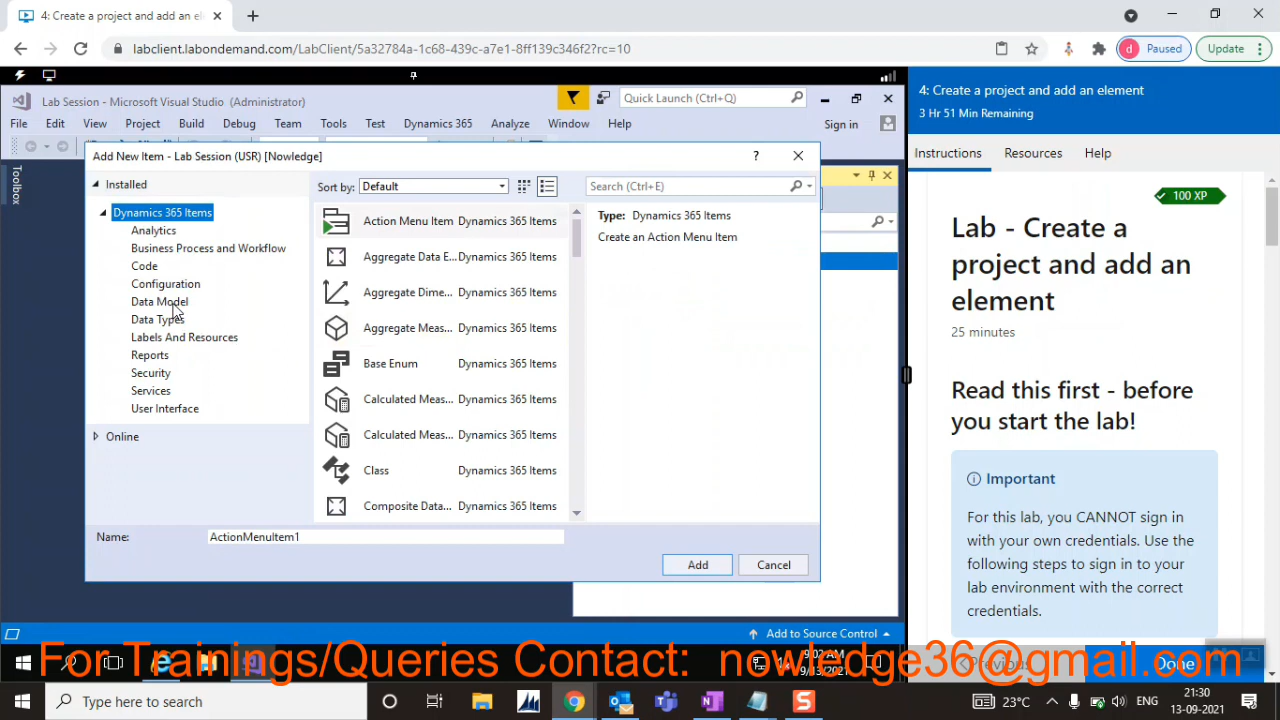 4: Create a project and add an el
labclient.labondemand.com/LabClient/5a32784a-1c68-439c-a7e1-8ff139c346f2?rc=10
d Paused
Update
Lab Session - Microsoft Visual Studio (Administrator)
Quick Launch (Ctrl+Q)
File Edit View Project Build Debug Team Tools Test Dynamics 365 Analyze Window Help
Sign in
Toolbox
Add New Item - Lab Session (USR) [Nowledge]
?
Installed
Sort by: Default
Search (Ctrl+E)
Dynamics 365 Items
Analytics
Business Process and Workflow
Code
Configuration
Data Model
Data Types
Labels And Resources
Reports
Security
Services
User Interface
Online
Action Menu Item Dynamics 365 Items
Aggregate Data E... Dynamics 365 Items
Aggregate Dime... Dynamics 365 Items
Aggregate Meas... Dynamics 365 Items
Base Enum Dynamics 365 Items
Calculated Meas... Dynamics 365 Items
Calculated Meas... Dynamics 365 Items
Class Dynamics 365 Items
Composite Data... Dynamics 365 Items
Type: Dynamics 365 Items
Create an Action Menu Item
Name: ActionMenuItem1
Add
Cancel
Add to Source Control
9:02 AM
9/13/2021
4: Create a project and add an element
3 Hr 51 Min Remaining
Instructions Resources Help
100 XP
Lab - Create a
project and add an
element
25 minutes
Read this first - before
you start the lab!
Important
For this lab, you CANNOT sign in
with your own credentials. Use the
following steps to sign in to your
lab environment with the correct
credentials.
Previous
Done
For Trainings/Queries Contact: nowledge36@gmail.com
Type here to search
23°C
ENG
21:30
13-09-2021